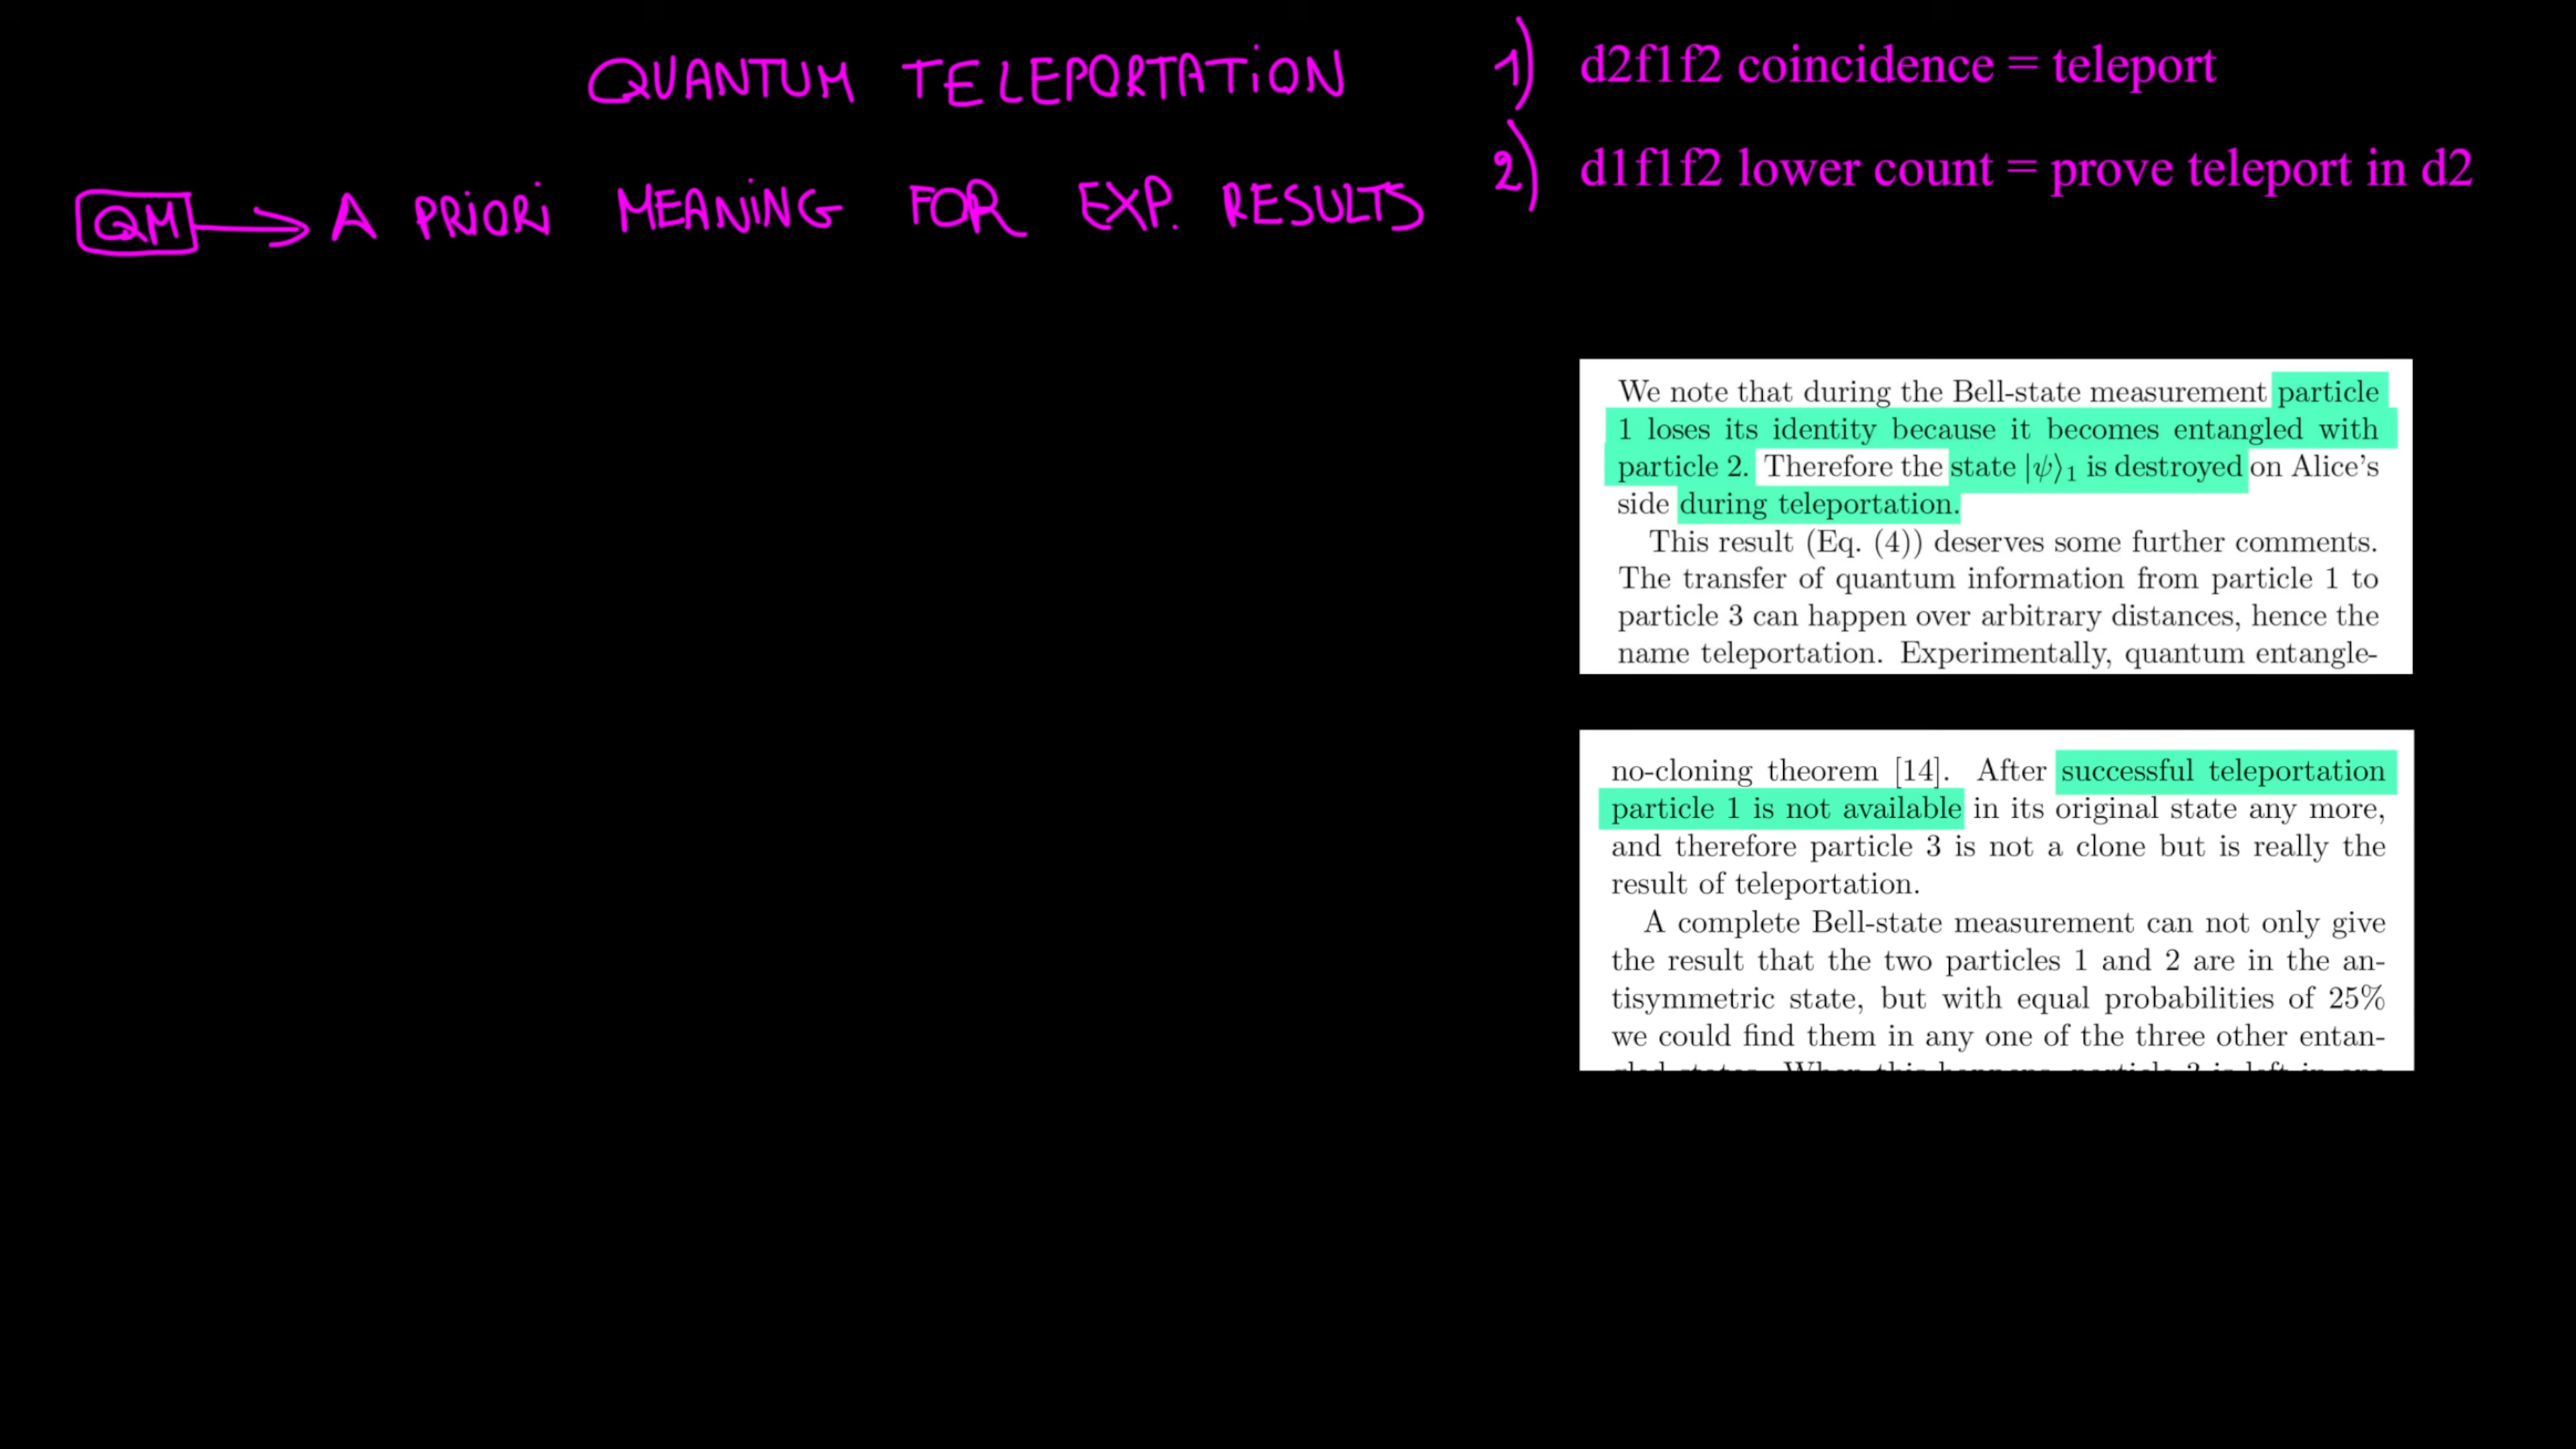 QUANTUM TELEPORTATION
QM → A PRIORI MEANING FOR EXP. RESULTS
1) d2f1f2 coincidence = teleport
2) d1f1f2 lower count = prove teleport in d2
We note that during the Bell-state measurement particle
1 loses its identity because it becomes entangled with
particle 2. Therefore the state |ψ⟩₁ is destroyed on Alice’s
side during teleportation.
This result (Eq. (4)) deserves some further comments.
The transfer of quantum information from particle 1 to
particle 3 can happen over arbitrary distances, hence the
name teleportation. Experimentally, quantum entangle-
no-cloning theorem [14]. After successful teleportation
particle 1 is not available in its original state any more,
and therefore particle 3 is not a clone but is really the
result of teleportation.
A complete Bell-state measurement can not only give
the result that the two particles 1 and 2 are in the an-
tisymmetric state, but with equal probabilities of 25%
we could find them in any one of the three other entan-